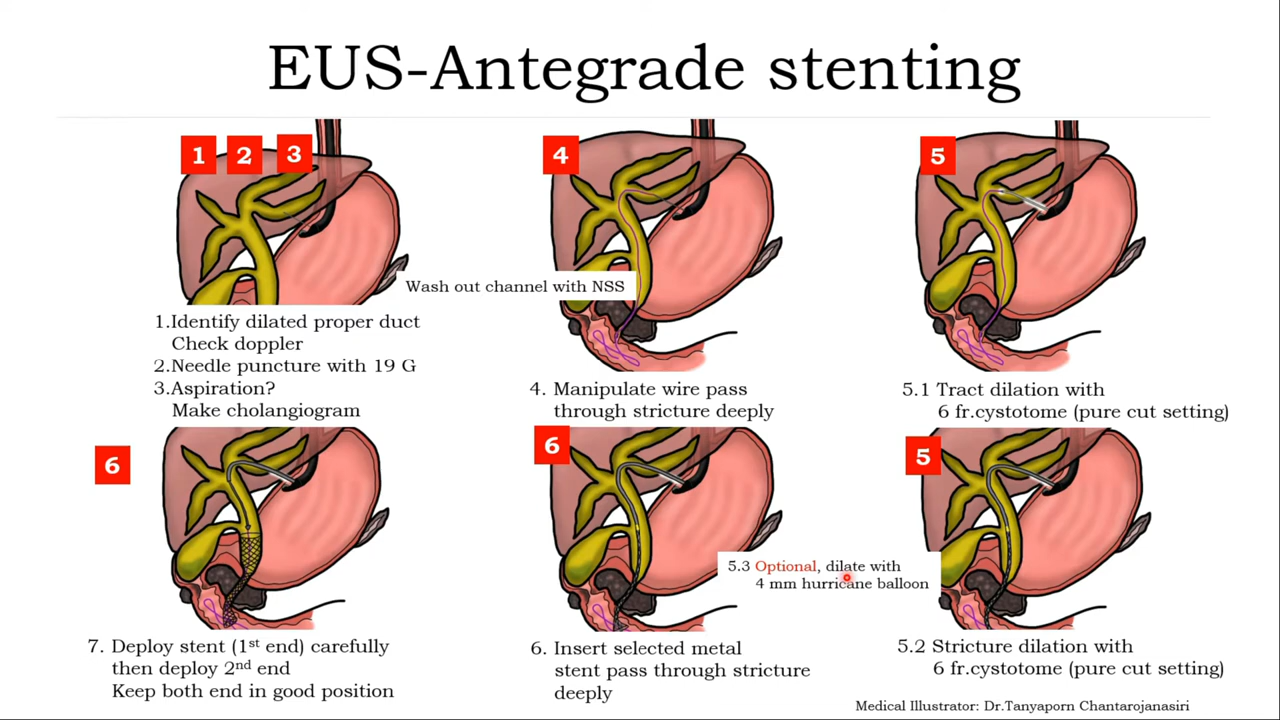 EUS-Antegrade stenting
1 2 3
4
5
Wash out channel with NSS
1.Identify dilated proper duct
Check doppler
2.Needle puncture with 19 G
3.Aspiration?
Make cholangiogram
4. Manipulate wire pass
through stricture deeply
5.1 Tract dilation with
6 fr.cystotome (pure cut setting)
6
6
5
5.3 Optional, dilate with
4 mm hurricane balloon
7. Deploy stent (1st end) carefully
then deploy 2nd end
Keep both end in good position
6. Insert selected metal
stent pass through stricture
deeply
5.2 Stricture dilation with
6 fr.cystotome (pure cut setting)
Medical Illustrator: Dr.Tanyaporn Chantarojanasiri